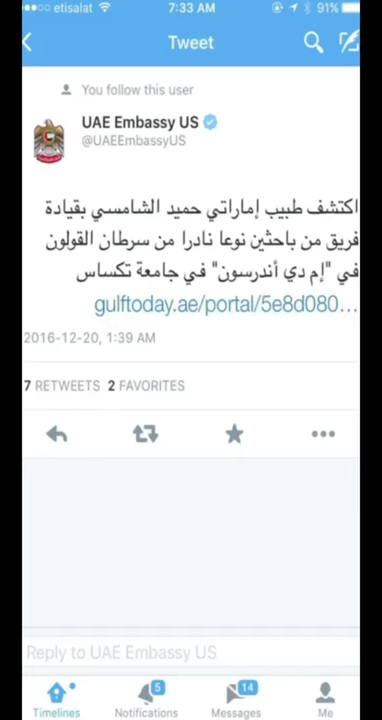 etisalat 7:33 AM 91%
Tweet
You follow this user
UAE Embassy US
@UAEEmbassyUS
اكتشف طبيب إماراتي حميد الشامسي بقيادة
فريق من باحثين نوعا نادرا من سرطان القولون
في "إم دي أندرسون" في جامعة تكساس
gulftoday.ae/portal/5e8d080...
2016-12-20, 1:39 AM
7 RETWEETS 2 FAVORITES
Reply to UAE Embassy US
5 14
Timelines Notifications Messages Me